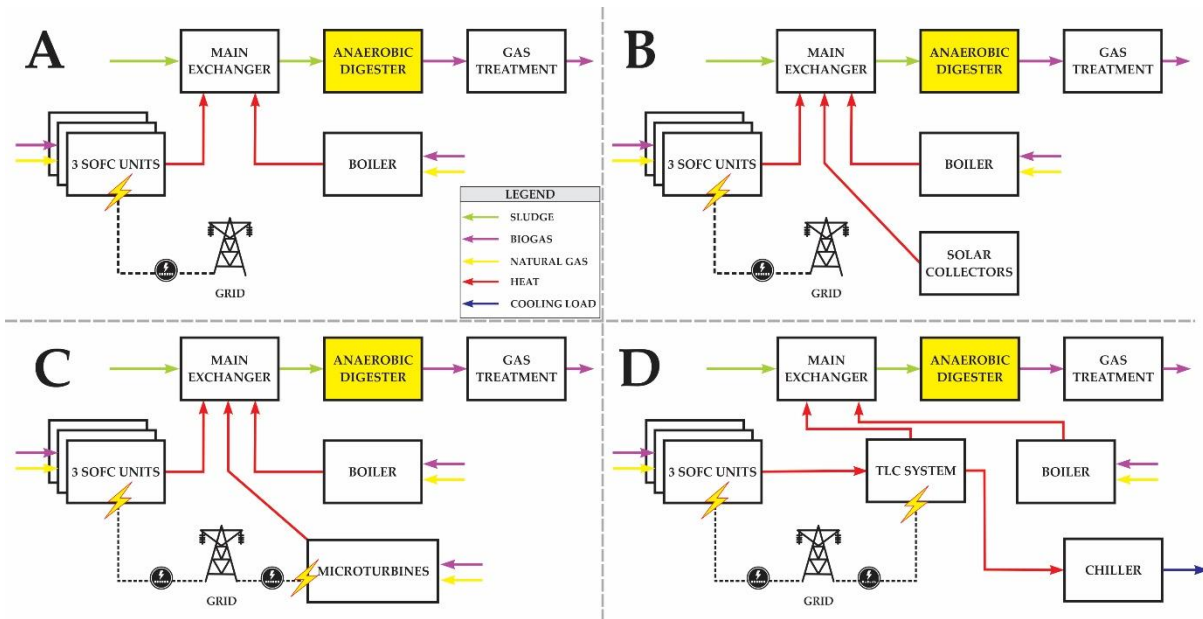 A
MAIN
EXCHANGER
ANAEROBIC
DIGESTER
GAS
TREATMENT
3 SOFC UNITS
BOILER
GRID
LEGEND
SLUDGE
BIOGAS
NATURAL GAS
HEAT
COOLING LOAD
B
MAIN
EXCHANGER
ANAEROBIC
DIGESTER
GAS
TREATMENT
3 SOFC UNITS
BOILER
SOLAR
COLLECTORS
GRID
C
MAIN
EXCHANGER
ANAEROBIC
DIGESTER
GAS
TREATMENT
3 SOFC UNITS
BOILER
MICROTURBINES
GRID
D
MAIN
EXCHANGER
ANAEROBIC
DIGESTER
GAS
TREATMENT
3 SOFC UNITS
TLC SYSTEM
BOILER
CHILLER
GRID